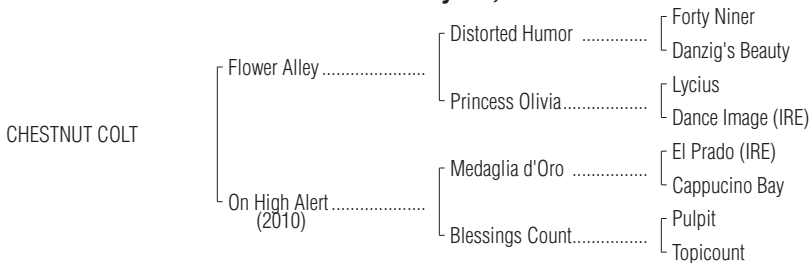 Forty Niner
Distorted Humor ..............
Danzig's Beauty
Flower Alley ......................
Lycius
Princess Olivia..................
Dance Image (IRE)
CHESTNUT COLT
El Prado (IRE)
Medaglia d'Oro ................
Cappucino Bay
On High Alert....................
(2010)
Pulpit
Blessings Count................
Topicount